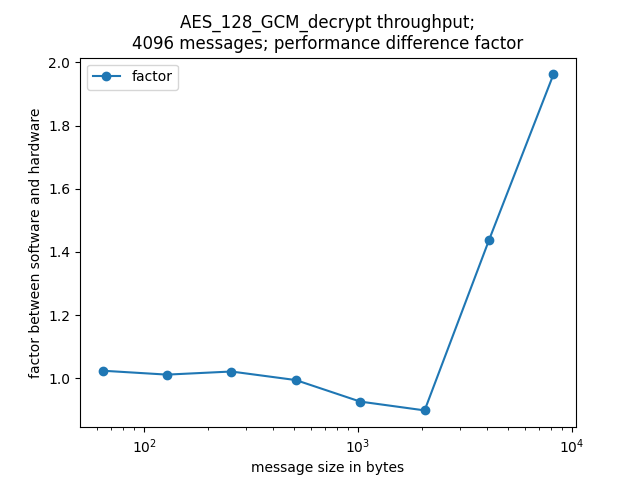 AES_128_GCM_decrypt throughput;
4096 messages; performance difference factor
factor
factor between software and hardware
2.0
1.8
1.6
1.4
1.2
1.0
10²
10³
10⁴
message size in bytes